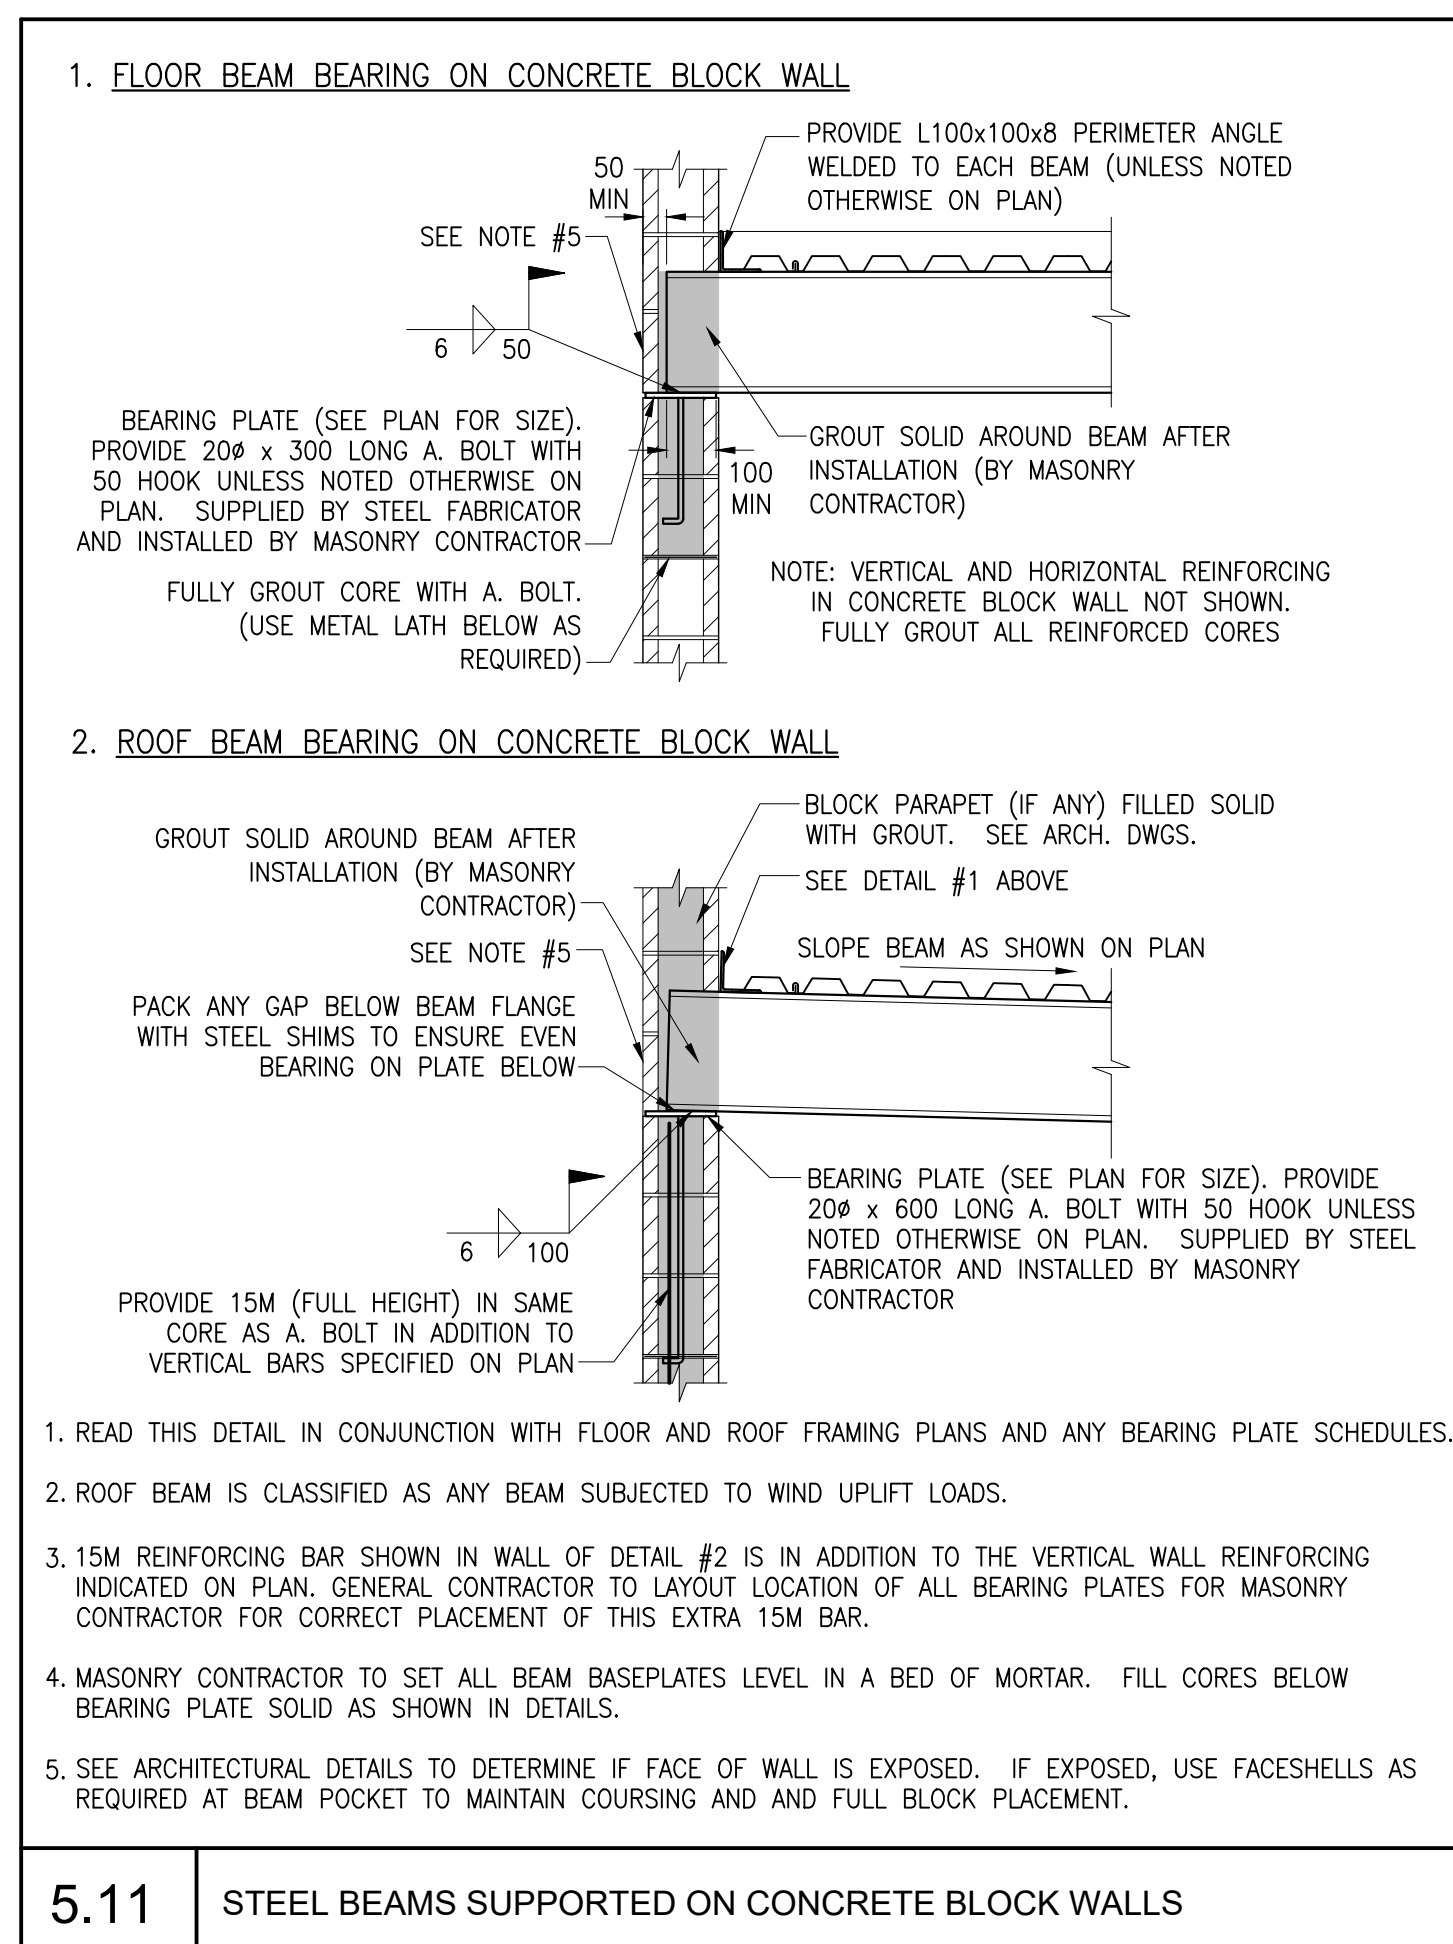 1. FLOOR BEAM BEARING ON CONCRETE BLOCK WALL
PROVIDE L100x100x8 PERIMETER ANGLE
WELDED TO EACH BEAM (UNLESS NOTED
OTHERWISE ON PLAN)
50
MIN
SEE NOTE #5
6
50
BEARING PLATE (SEE PLAN FOR SIZE).
PROVIDE 20ø x 300 LONG A. BOLT WITH
50 HOOK UNLESS NOTED OTHERWISE ON
PLAN. SUPPLIED BY STEEL FABRICATOR
AND INSTALLED BY MASONRY CONTRACTOR
100
MIN
GROUT SOLID AROUND BEAM AFTER
INSTALLATION (BY MASONRY
CONTRACTOR)
FULLY GROUT CORE WITH A. BOLT.
(USE METAL LATH BELOW AS
REQUIRED)
NOTE: VERTICAL AND HORIZONTAL REINFORCING
IN CONCRETE BLOCK WALL NOT SHOWN.
FULLY GROUT ALL REINFORCED CORES
2. ROOF BEAM BEARING ON CONCRETE BLOCK WALL
BLOCK PARAPET (IF ANY) FILLED SOLID
WITH GROUT. SEE ARCH. DWGS.
GROUT SOLID AROUND BEAM AFTER
INSTALLATION (BY MASONRY
CONTRACTOR)
SEE DETAIL #1 ABOVE
SEE NOTE #5
SLOPE BEAM AS SHOWN ON PLAN
PACK ANY GAP BELOW BEAM FLANGE
WITH STEEL SHIMS TO ENSURE EVEN
BEARING ON PLATE BELOW
BEARING PLATE (SEE PLAN FOR SIZE). PROVIDE
20ø x 600 LONG A. BOLT WITH 50 HOOK UNLESS
NOTED OTHERWISE ON PLAN. SUPPLIED BY STEEL
FABRICATOR AND INSTALLED BY MASONRY
CONTRACTOR
6
100
PROVIDE 15M (FULL HEIGHT) IN SAME
CORE AS A. BOLT IN ADDITION TO
VERTICAL BARS SPECIFIED ON PLAN
1. READ THIS DETAIL IN CONJUNCTION WITH FLOOR AND ROOF FRAMING PLANS AND ANY BEARING PLATE SCHEDULES.
2. ROOF BEAM IS CLASSIFIED AS ANY BEAM SUBJECTED TO WIND UPLIFT LOADS.
3. 15M REINFORCING BAR SHOWN IN WALL OF DETAIL #2 IS IN ADDITION TO THE VERTICAL WALL REINFORCING
INDICATED ON PLAN. GENERAL CONTRACTOR TO LAYOUT LOCATION OF ALL BEARING PLATES FOR MASONRY
CONTRACTOR FOR CORRECT PLACEMENT OF THIS EXTRA 15M BAR.
4. MASONRY CONTRACTOR TO SET ALL BEAM BASEPLATES LEVEL IN A BED OF MORTAR. FILL CORES BELOW
BEARING PLATE SOLID AS SHOWN IN DETAILS.
5. SEE ARCHITECTURAL DETAILS TO DETERMINE IF FACE OF WALL IS EXPOSED. IF EXPOSED, USE FACESHELLS AS
REQUIRED AT BEAM POCKET TO MAINTAIN COURSING AND AND FULL BLOCK PLACEMENT.
5.11
STEEL BEAMS SUPPORTED ON CONCRETE BLOCK WALLS